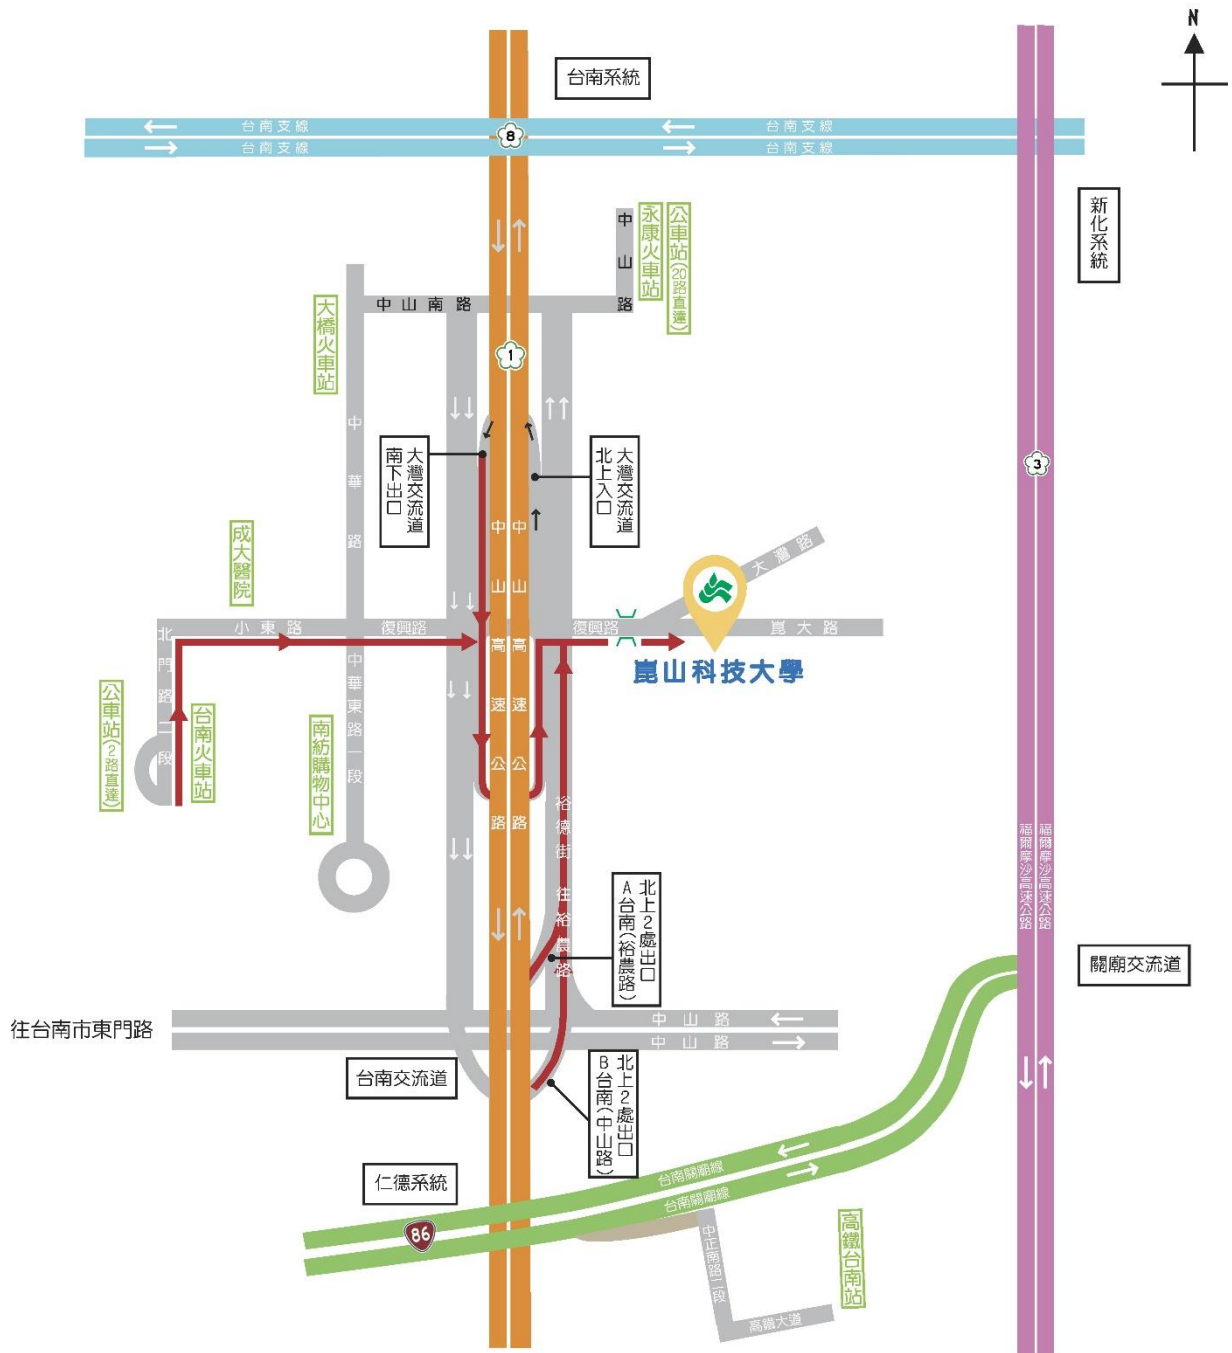 N
台南系統
台南支線
台南支線
8
台南支線
台南支線
新化系統
中山路
永康火車站
公車站(20路直達)
中山南路
大橋火車站
1
中華路
大灣交流道
南下出口
大灣交流道
北上入口
3
中山高速公路
中山高速公路
成大醫院
大灣路
小東路
復興路
復興路
崑大路
崑山科技大學
北門路二段
公車站(2路直達)
台南火車站
中華東路一段
南紡購物中心
裕德街
往裕農路
福爾摩沙高速公路
福爾摩沙高速公路
北上2處出口
A台南(裕農路)
關廟交流道
往台南市東門路
中山路
中山路
台南交流道
北上2處出口
B台南(中山路)
仁德系統
台南關廟線
台南關廟線
86
中正南路二段
高鐵台南站
高鐵大道